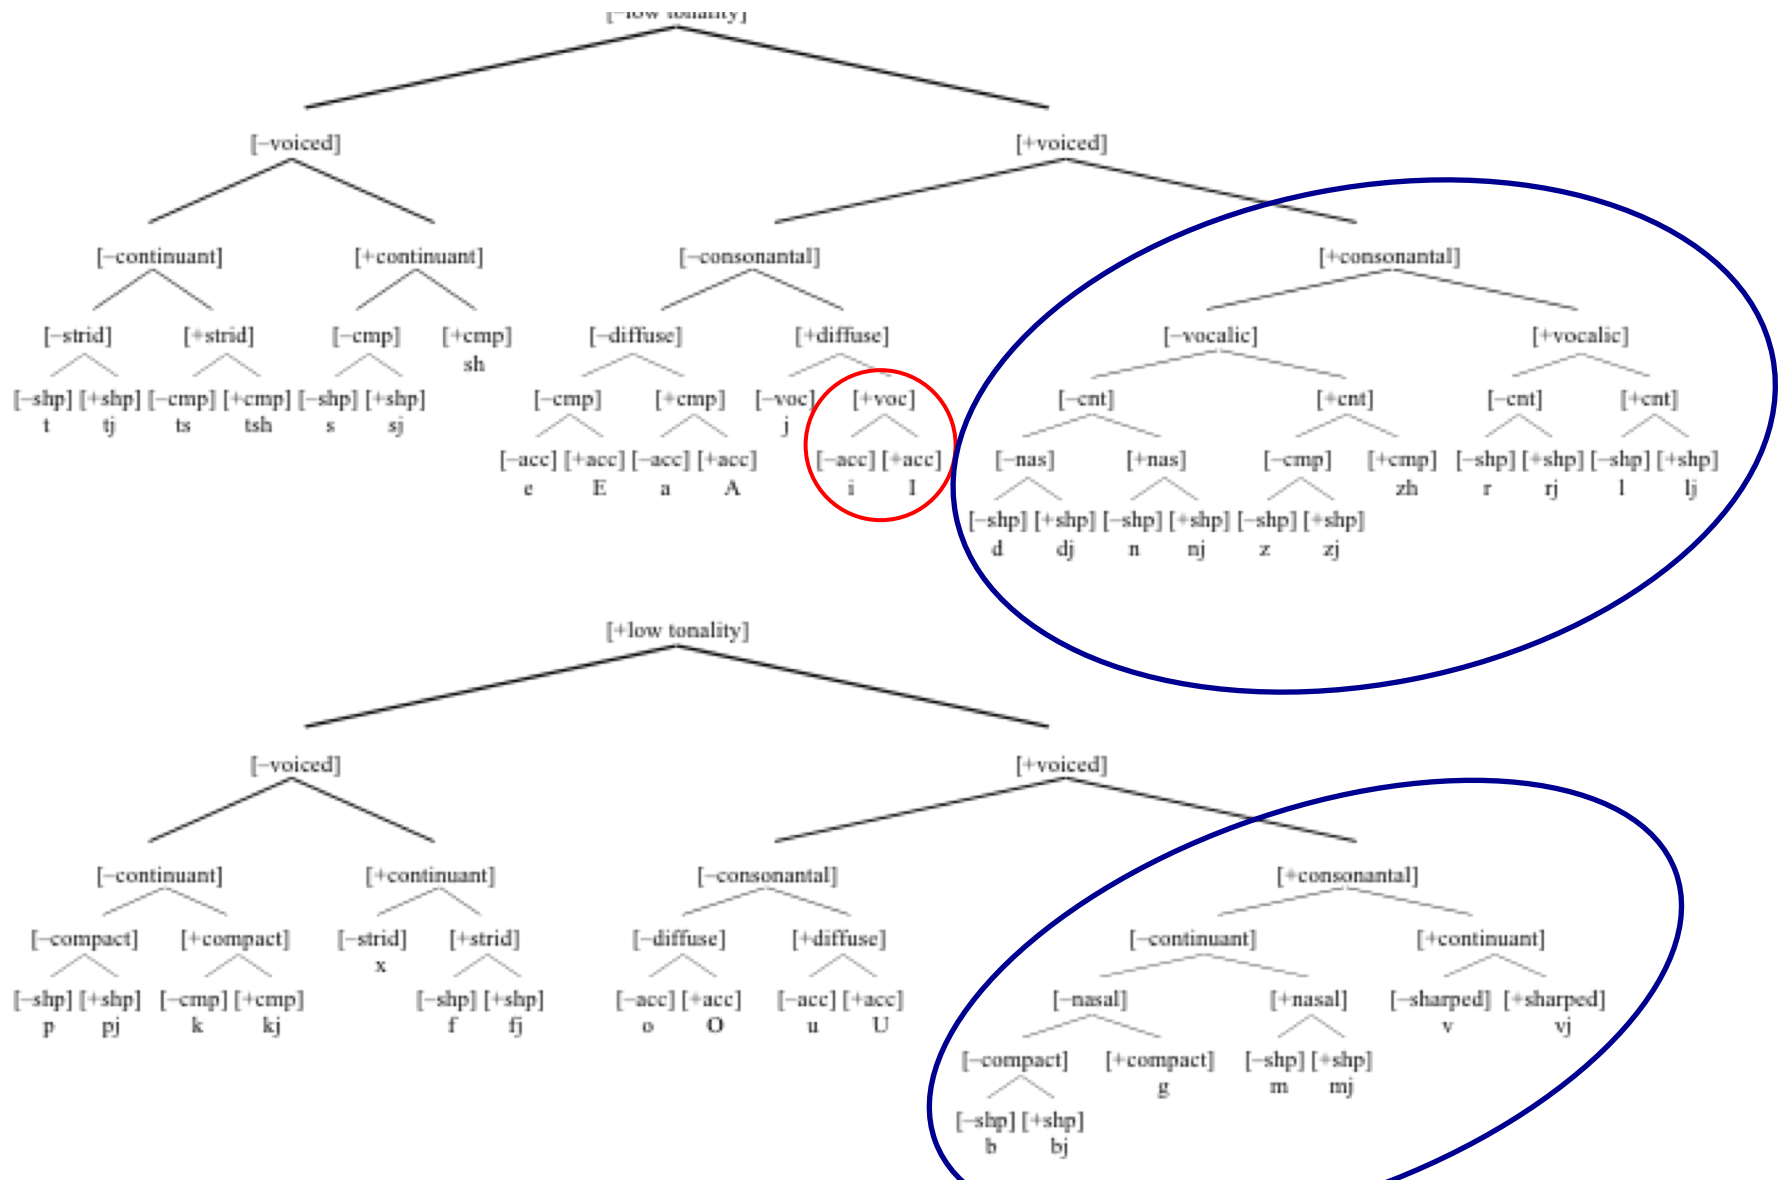 [–low tonality]
[–voiced] [+voiced]
[–continuant] [+continuant] [–consonantal] [+consonantal]
[–strid] [+strid] [–cmp] [+cmp] [–diffuse] [+diffuse] [–vocalic] [+vocalic]
sh
[–shp] [+shp] [–cmp] [+cmp] [–shp] [+shp] [–cmp] [+cmp] [–voc] [+voc] [–cnt] [+cnt] [–cnt] [+cnt]
t tj ts tsh s sj j
[–acc] [+acc] [–acc] [+acc] [–acc] [+acc] [–nas] [+nas] [–cmp] [+cmp] [–shp] [+shp] [–shp] [+shp]
e E a A i I zh r rj l lj
[–shp] [+shp] [–shp] [+shp] [–shp] [+shp]
d dj n nj z zj
[+low tonality]
[–voiced] [+voiced]
[–continuant] [+continuant] [–consonantal] [+consonantal]
[–compact] [+compact] [–strid] [+strid] [–diffuse] [+diffuse] [–continuant] [+continuant]
x
[–shp] [+shp] [–cmp] [+cmp] [–shp] [+shp] [–acc] [+acc] [–acc] [+acc] [–nasal] [+nasal] [–sharped] [+sharped]
p pj k kj f fj o O u U v vj
[–compact] [+compact] [–shp] [+shp]
g m mj
[–shp] [+shp]
b bj